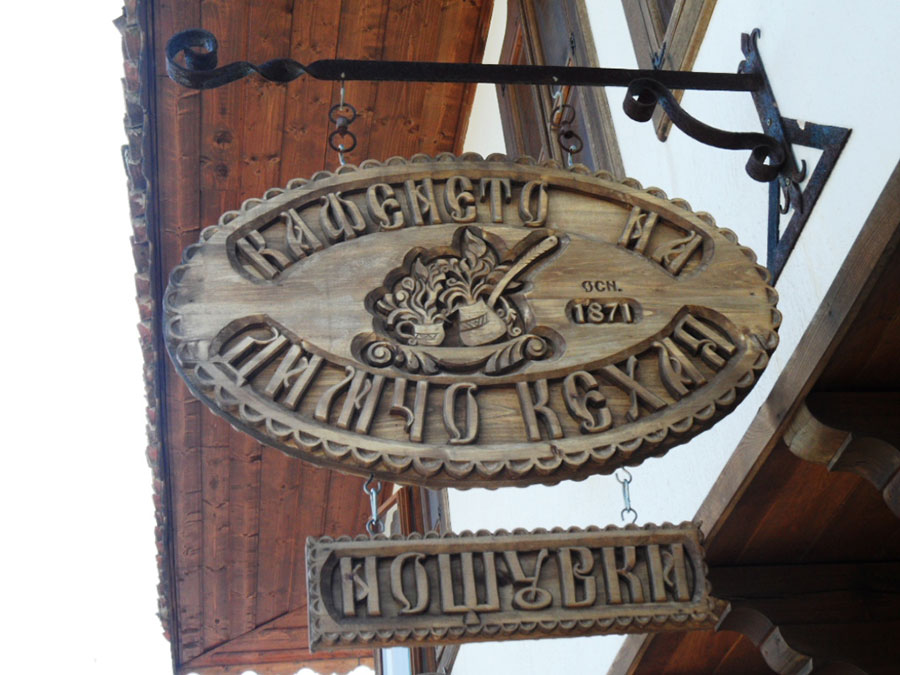 КАФЕНЕТО НА
ОСН.
1871
ДИМЧО КЕХАЯ
НОЩУВКИ